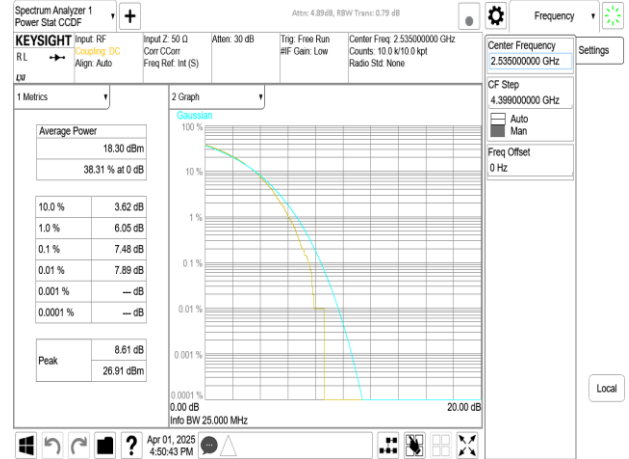 Spectrum Analyzer 1
Power Stat CCDF
Attn: 4.89dB, RBW Trans: 0.79 dB
Frequency
KEYSIGHT
RL
LXI
Input: RF
Coupling: DC
Align: Auto
Input Z: 50 Ω
Corr CCorr
Freq Ref: Int (S)
Atten: 30 dB
Trig: Free Run
#IF Gain: Low
Center Freq: 2.535000000 GHz
Counts: 10.0 k/10.0 kpt
Radio Std: None
Center Frequency
2.535000000 GHz
Settings
CF Step
4.399000000 GHz
Auto
Man
Freq Offset
0 Hz
1 Metrics
Average Power
18.30 dBm
38.31 % at 0 dB
10.0 % 3.62 dB
1.0 % 6.05 dB
0.1 % 7.48 dB
0.01 % 7.89 dB
0.001 % --- dB
0.0001 % --- dB
Peak
8.61 dB
26.91 dBm
2 Graph
Gaussian
100 %
10 %
1 %
0.1 %
0.01 %
0.001 %
0.0001 %
0.00 dB 20.00 dB
Info BW 25.000 MHz
Local
?
Apr 01, 2025
4:50:43 PM